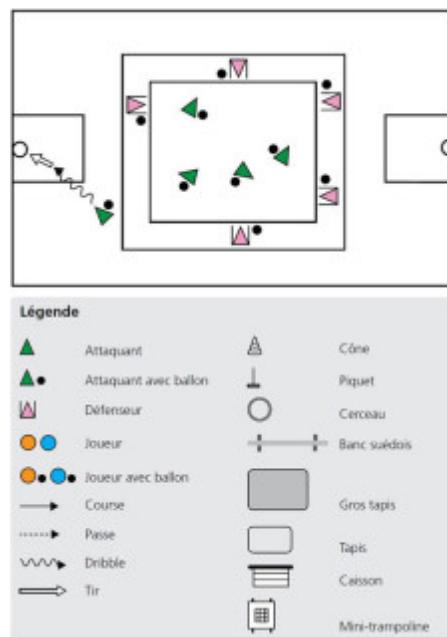 Légende
Attaquant
Attaquant avec ballon
Défenseur
Joueur
Joueur avec ballon
Course
Passe
Dribble
Tir
Cône
Piquet
Cerceau
Banc suédois
Gros tapis
Tapis
Caisson
Mini-trampoline